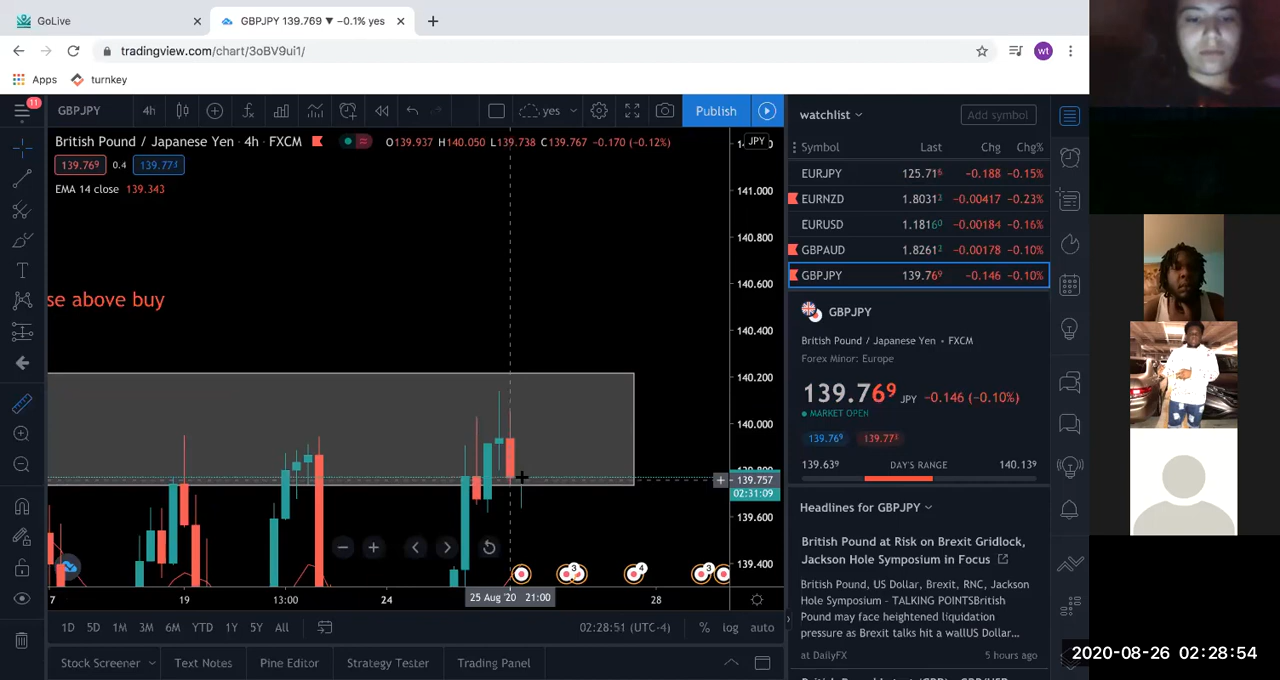 GoLive
GBPJPY 139.769 ▼ −0.1% yes
tradingview.com/chart/3oBV9ui1/
wt
Apps
turnkey
11
GBPJPY
4h
yes
Publish
British Pound / Japanese Yen · 4h · FXCM
O139.937 H140.050 L139.738 C139.767 −0.170 (−0.12%)
JPY
139.769
0.4
139.773
EMA 14 close 139.343
141.000
140.800
140.600
140.400
140.200
140.000
139.757
02:31:09
139.600
139.400
se above buy
3
4
3
7
19
13:00
24
25 Aug '20 21:00
28
1D 5D 1M 3M 6M YTD 1Y 5Y All
02:28:51 (UTC-4)
% log auto
Stock Screener
Text Notes
Pine Editor
Strategy Tester
Trading Panel
watchlist
Add symbol
Symbol Last Chg Chg%
EURJPY 125.716 −0.188 −0.15%
EURNZD 1.80313 −0.00417 −0.23%
EURUSD 1.18160 −0.00184 −0.16%
GBPAUD 1.82613 −0.00178 −0.10%
GBPJPY 139.769 −0.146 −0.10%
GBPJPY
British Pound / Japanese Yen • FXCM
Forex Minor: Europe
139.769 JPY −0.146 (−0.10%)
MARKET OPEN
139.769
139.773
139.639 DAY'S RANGE 140.139
Headlines for GBPJPY
British Pound at Risk on Brexit Gridlock,
Jackson Hole Symposium in Focus
British Pound, US Dollar, Brexit, RNC, Jackson
Hole Symposium - TALKING POINTSBritish
Pound may face heightened liquidation
pressure as Brexit talks hit a wallUS Dollar...
at DailyFX
5 hours ago
2020-08-26 02:28:54